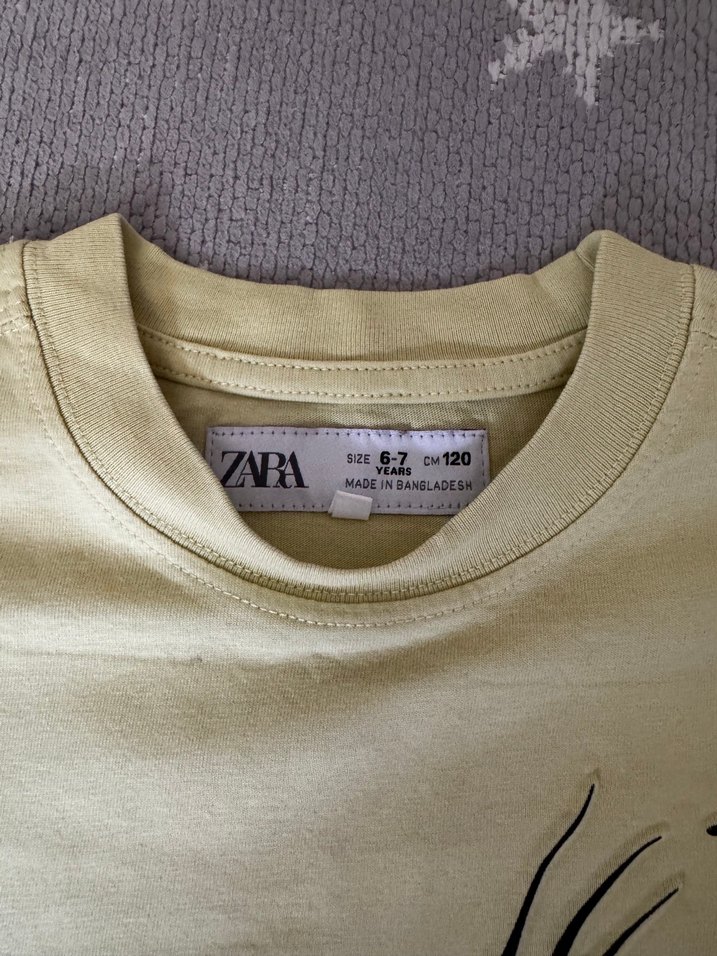 ZARA
SIZE 6-7 CM 120
YEARS
MADE IN BANGLADESH